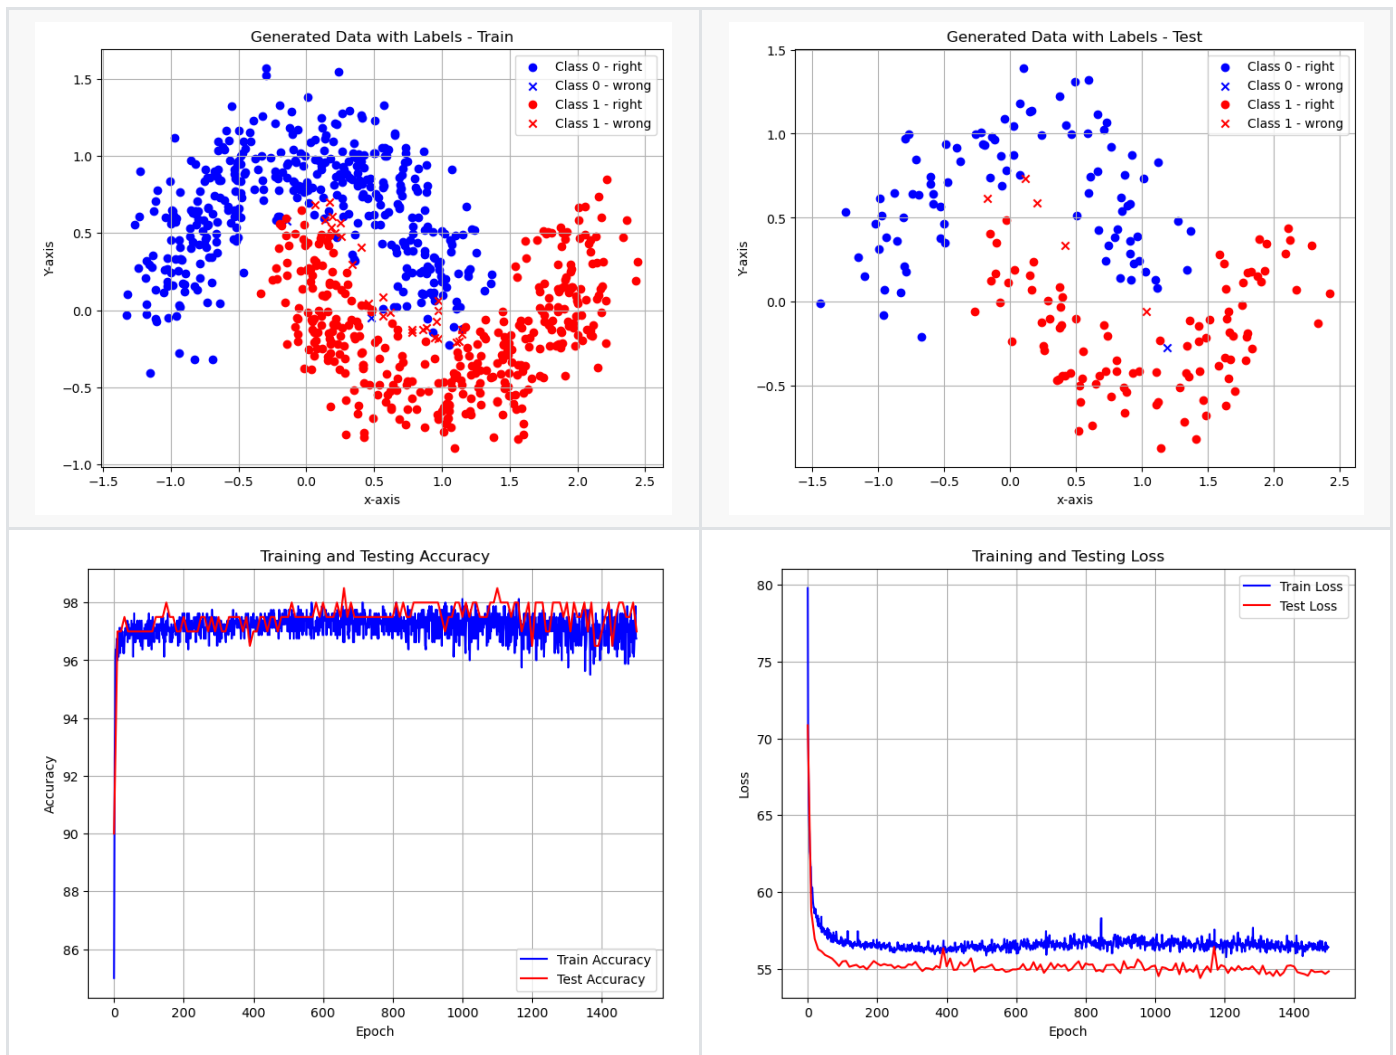 Generated Data with Labels - Train
Class 0 - right
Class 0 - wrong
Class 1 - right
Class 1 - wrong
1.5
1.0
0.5
0.0
−0.5
−1.0
Y-axis
−1.5 −1.0 −0.5 0.0 0.5 1.0 1.5 2.0 2.5
x-axis
Generated Data with Labels - Test
Class 0 - right
Class 0 - wrong
Class 1 - right
Class 1 - wrong
1.5
1.0
0.5
0.0
−0.5
Y-axis
−1.5 −1.0 −0.5 0.0 0.5 1.0 1.5 2.0 2.5
x-axis
Training and Testing Accuracy
98
96
94
92
90
88
86
Accuracy
Train Accuracy
Test Accuracy
0 200 400 600 800 1000 1200 1400
Epoch
Training and Testing Loss
Train Loss
Test Loss
80
75
70
65
60
55
Loss
0 200 400 600 800 1000 1200 1400
Epoch